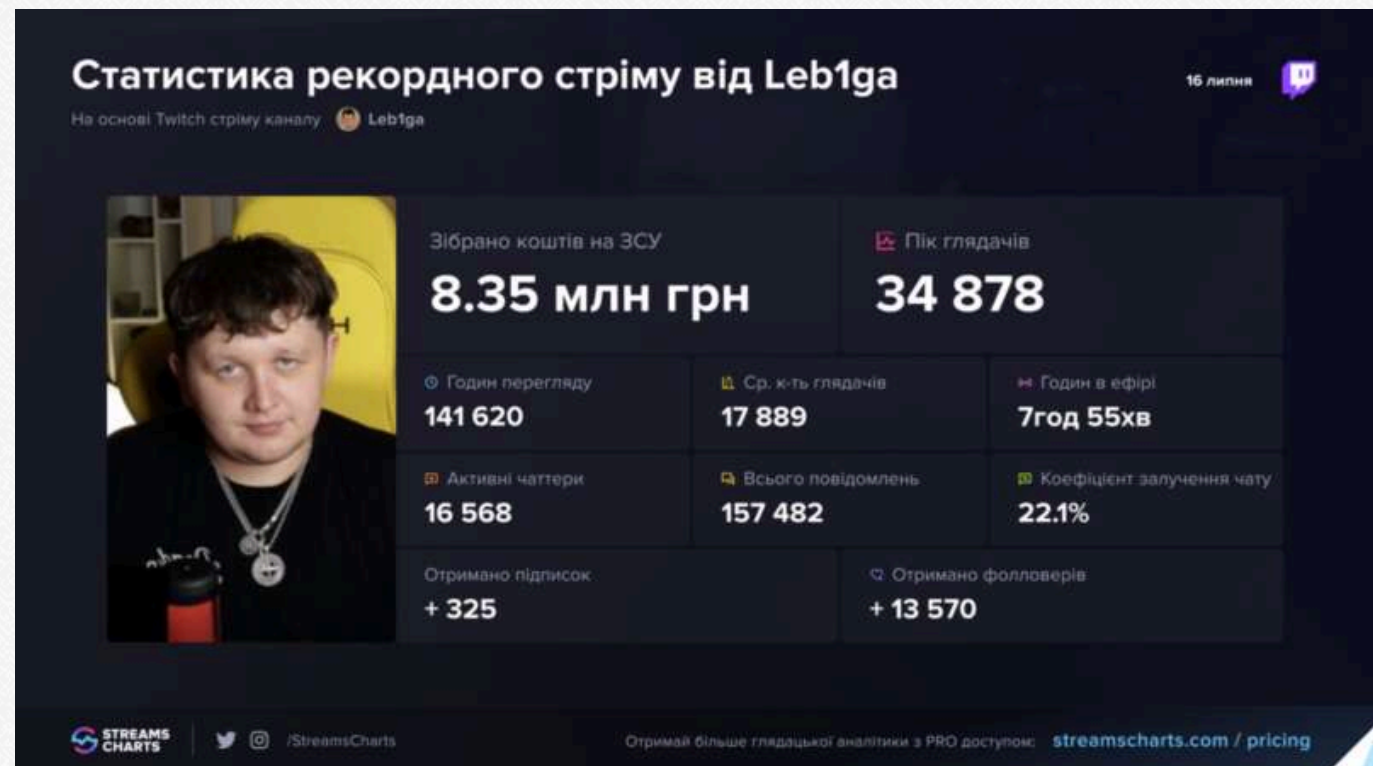 Статистика рекордного стріму від Leb1ga
16 липня
На основі Twitch стріму каналу Leb1ga
Зібрано коштів на ЗСУ
8.35 млн грн
Пік глядачів
34 878
Годин перегляду
141 620
Ср. к-ть глядачів
17 889
Годин в ефірі
7год 55хв
Активні чаттери
16 568
Всього повідомлень
157 482
Коефіцієнт залучення чату
22.1%
Отримано підписок
+ 325
Отримано фолловерів
+ 13 570
STREAMS
CHARTS
/StreamsCharts
Отримай більше глядацької аналітики з PRO доступом: streamscharts.com / pricing